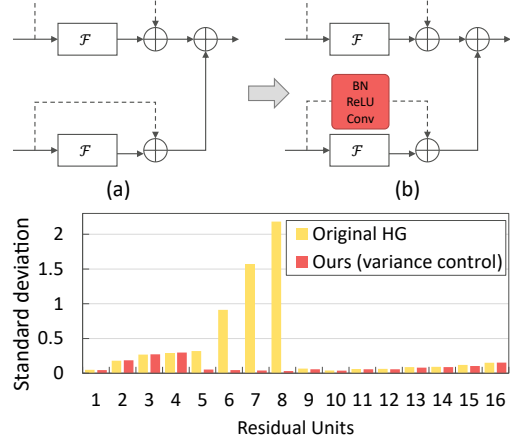 ℱ
ℱ
BN
ReLU
Conv
ℱ
ℱ
(a)
(b)
Standard deviation
2
1.5
1
0.5
0
Original HG
Ours (variance control)
1 2 3 4 5 6 7 8 9 10 11 12 13 14 15 16
Residual Units